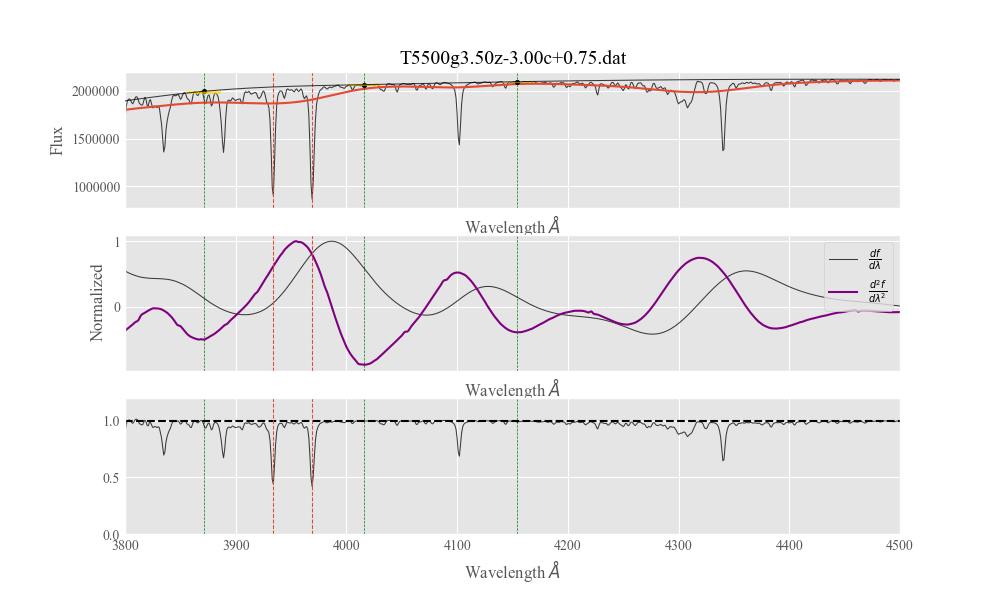 T5500g3.50z-3.00c+0.75.dat
2000000
1500000
1000000
Flux
Wavelength Å
1
0
Normalized
df/dλ
d²f/dλ²
Wavelength Å
1.0
0.5
0.0
3800 3900 4000 4100 4200 4300 4400 4500
Wavelength Å